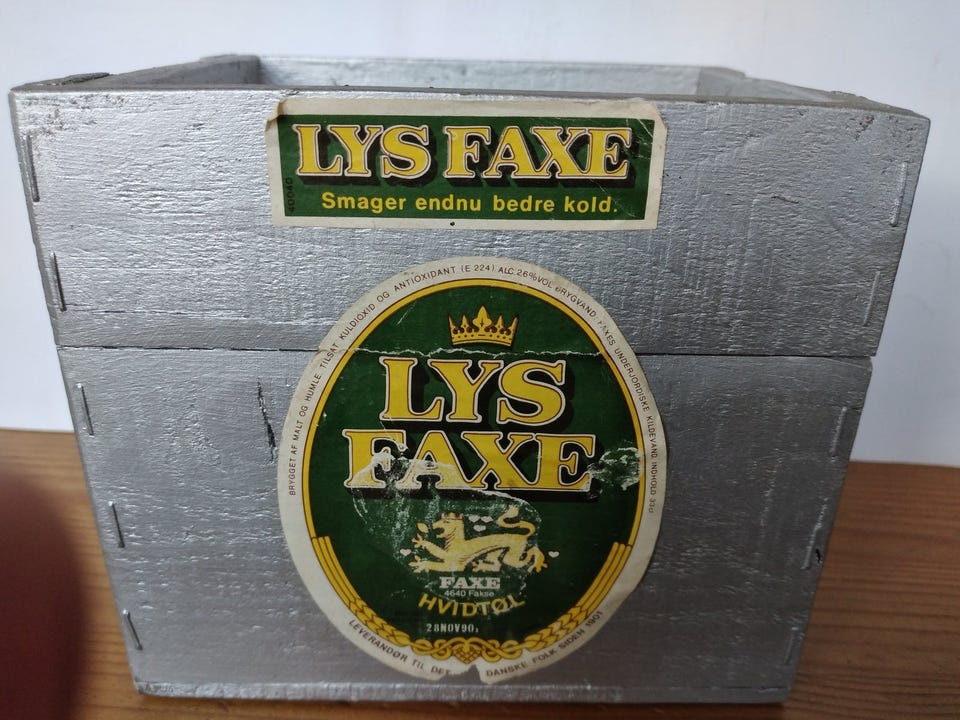 LYS FAXE
Smager endnu bedre kold.
40040
BRYGGET AF MALT OG HUMLE. TILSAT KULDIOXID OG ANTIOXIDANT (E 224) ALC. 2.6% VOL BRYGVAND: FAXES UNDERJORDISKE KILDEVAND. INDHOLD 33cl
LYS
FAXE
FAXE
4640 Fakse
HVIDTØL
28NOV90
LEVERANDØR TIL DET DANSKE FOLK SIDEN 1901